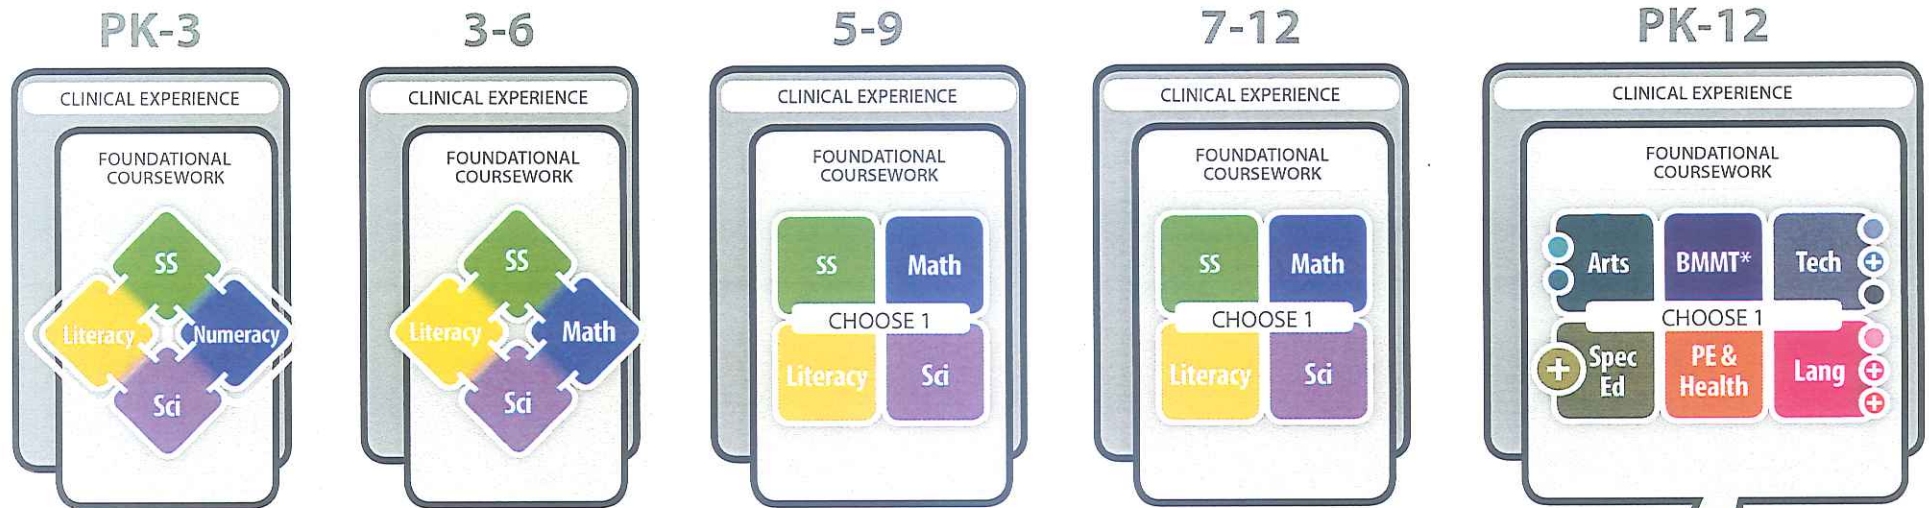 PK-3
CLINICAL EXPERIENCE
FOUNDATIONAL
COURSEWORK
SS
Literacy
Numeracy
Sci
3-6
CLINICAL EXPERIENCE
FOUNDATIONAL
COURSEWORK
SS
Literacy
Math
Sci
5-9
CLINICAL EXPERIENCE
FOUNDATIONAL
COURSEWORK
SS
Math
CHOOSE 1
Literacy
Sci
7-12
CLINICAL EXPERIENCE
FOUNDATIONAL
COURSEWORK
SS
Math
CHOOSE 1
Literacy
Sci
PK-12
CLINICAL EXPERIENCE
FOUNDATIONAL
COURSEWORK
Arts
BMMT*
Tech
+
CHOOSE 1
+
Spec
Ed
PE &
Health
Lang
+
+